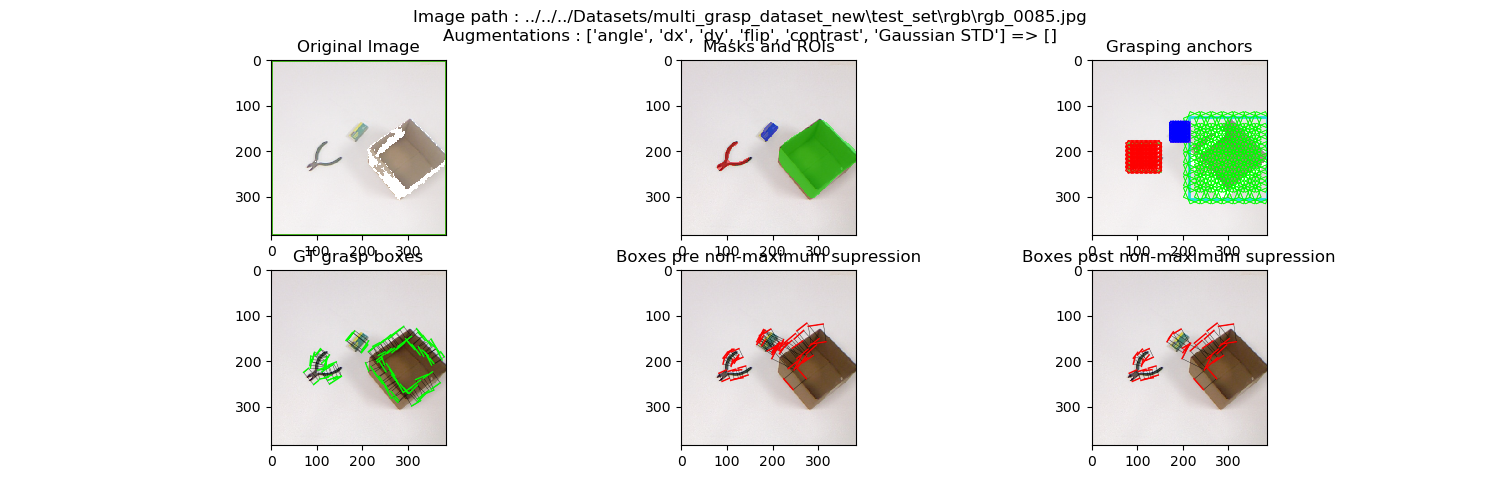 Image path : ../../../Datasets/multi_grasp_dataset_new\test_set\rgb\rgb_0085.jpg
Augmentations : ['angle', 'dx', 'dy', 'flip', 'contrast', 'Gaussian STD'] => []
Original Image
Masks and ROIs
Grasping anchors
0 0 0
100 100 100
200 200 200
300 300 300
0 100 200 300 0 100 200 300 0 100 200 300
GT grasp boxes
Boxes pre non-maximum supression
Boxes post non-maximum supression
0 0 0
100 100 100
200 200 200
300 300 300
0 100 200 300 0 100 200 300 0 100 200 300